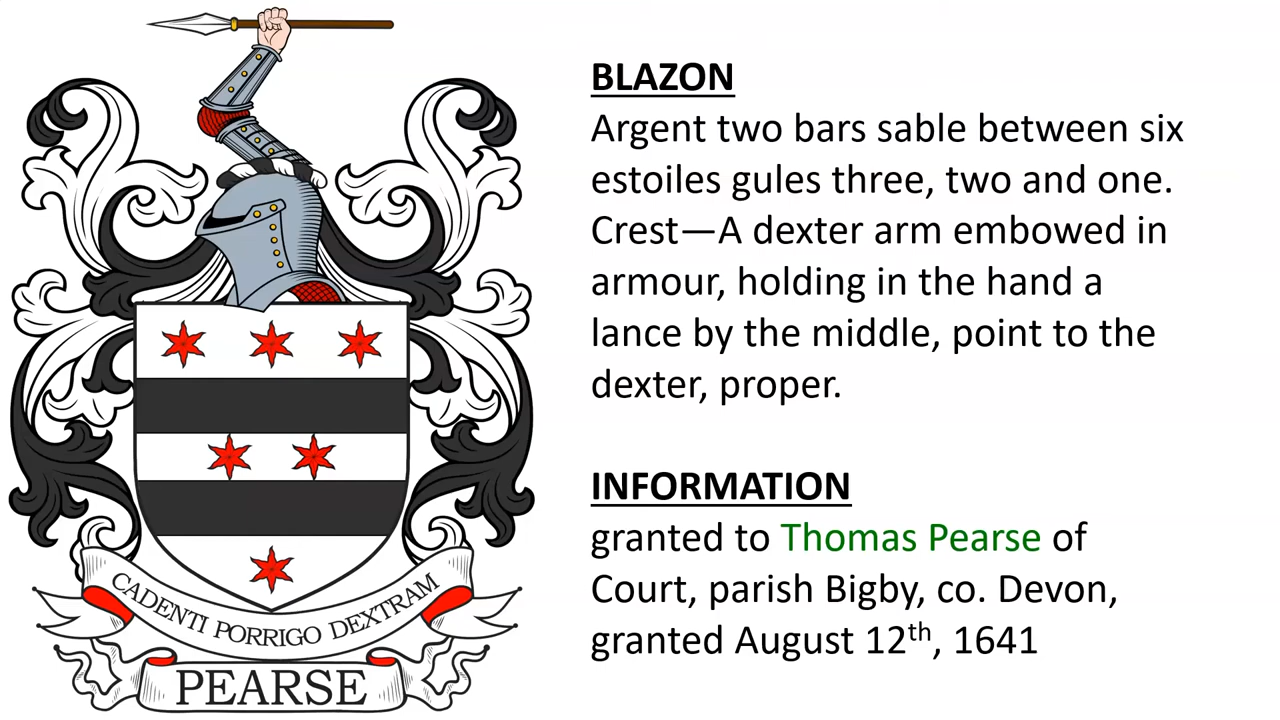 BLAZON
Argent two bars sable between six
estoiles gules three, two and one.
Crest—A dexter arm embowed in
armour, holding in the hand a
lance by the middle, point to the
dexter, proper.
INFORMATION
granted to Thomas Pearse of
Court, parish Bigby, co. Devon,
granted August 12th, 1641
CADENTI PORRIGO DEXTRAM
PEARSE